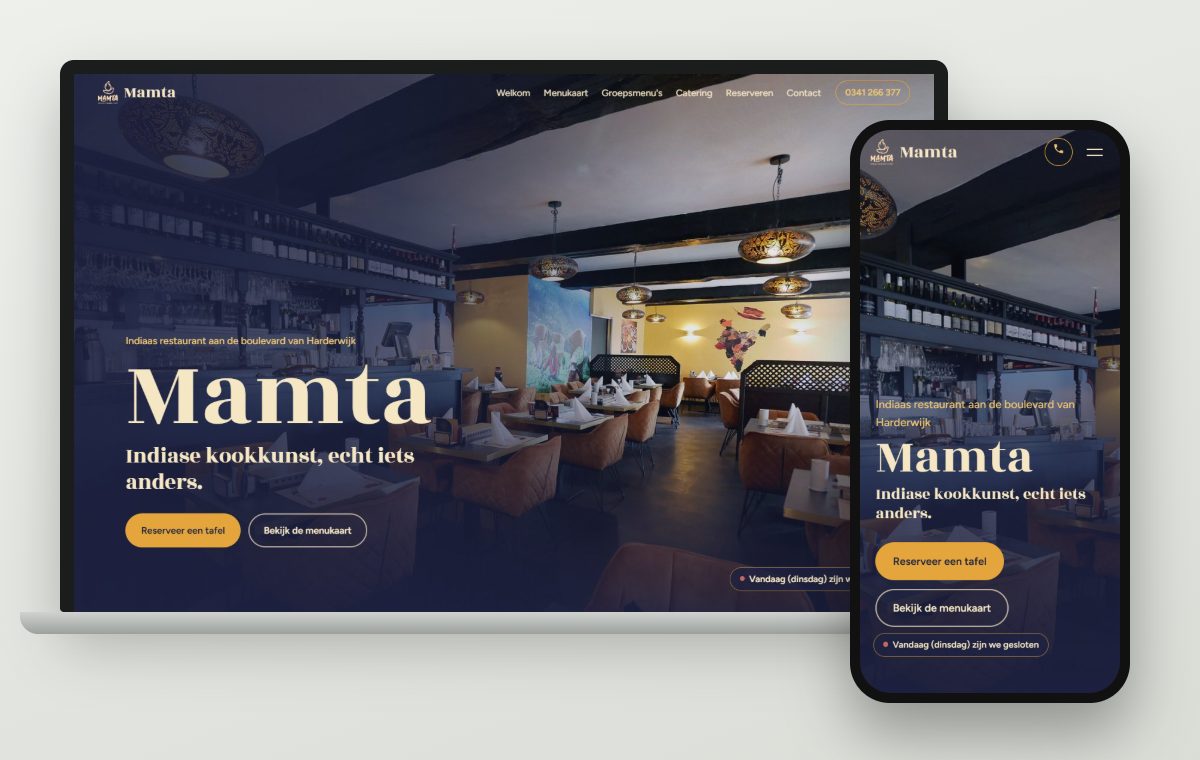 MAMTA
Mamta
Welkom
Menukaart
Groepsmenu's
Catering
Reserveren
Contact
0341 266 377
Indiaas restaurant aan de boulevard van Harderwijk
Mamta
Indiase kookkunst, echt iets
anders.
Reserveer een tafel
Bekijk de menukaart
Vandaag (dinsdag) zijn w
MAMTA
Mamta
Indiaas restaurant aan de boulevard van
Harderwijk
Mamta
Indiase kookkunst, echt iets
anders.
Reserveer een tafel
Bekijk de menukaart
Vandaag (dinsdag) zijn we gesloten